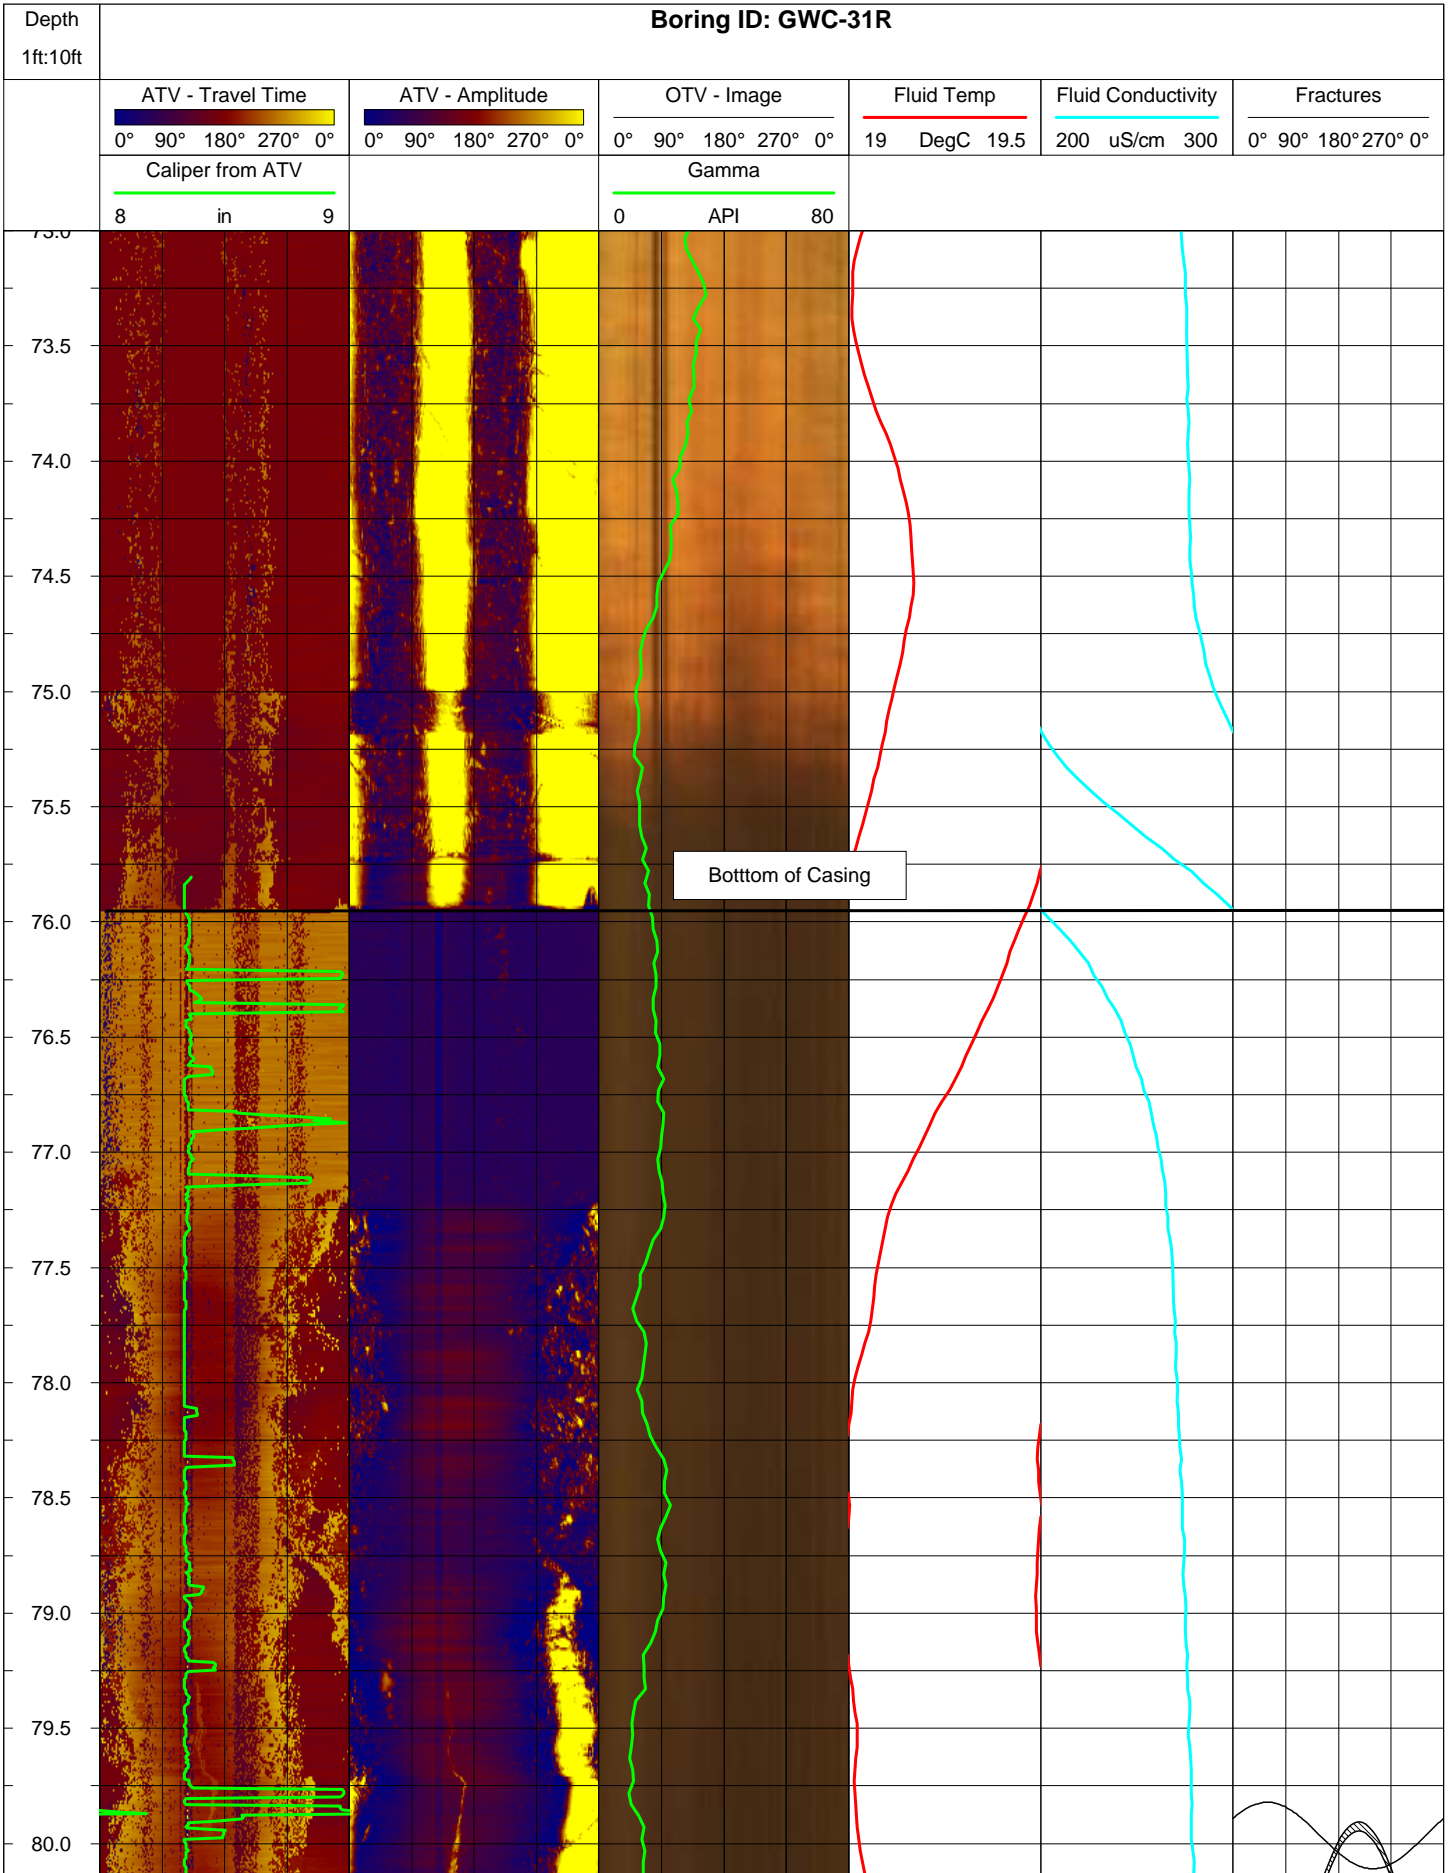 Depth
1ft:10ft
Boring ID: GWC-31R
ATV - Travel Time
0° 90° 180° 270° 0°
ATV - Amplitude
0° 90° 180° 270° 0°
OTV - Image
0° 90° 180° 270° 0°
Fluid Temp
19 DegC 19.5
Fluid Conductivity
200 uS/cm 300
Fractures
0° 90° 180° 270° 0°
Caliper from ATV
8 in 9
Gamma
0 API 80
73.0
73.5
74.0
74.5
75.0
75.5
Botttom of Casing
76.0
76.5
77.0
77.5
78.0
78.5
79.0
79.5
80.0